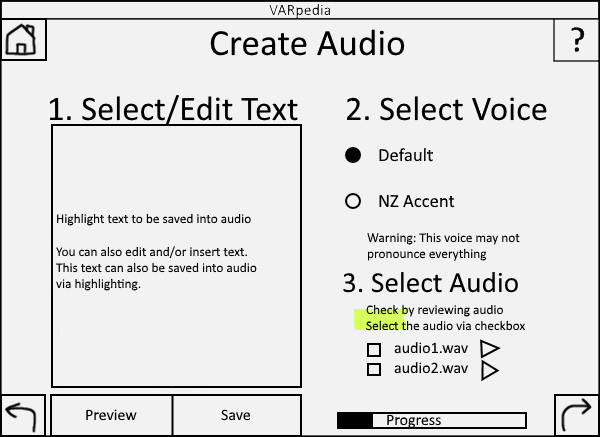 VARpedia
Create Audio
?
1. Select/Edit Text
Highlight text to be saved into audio
You can also edit and/or insert text.
This text can also be saved into audio
via highlighting.
Preview
Save
2. Select Voice
Default
NZ Accent
Warning: This voice may not
pronounce everything
3. Select Audio
Check by reviewing audio
Select the audio via checkbox
audio1.wav
audio2.wav
Progress